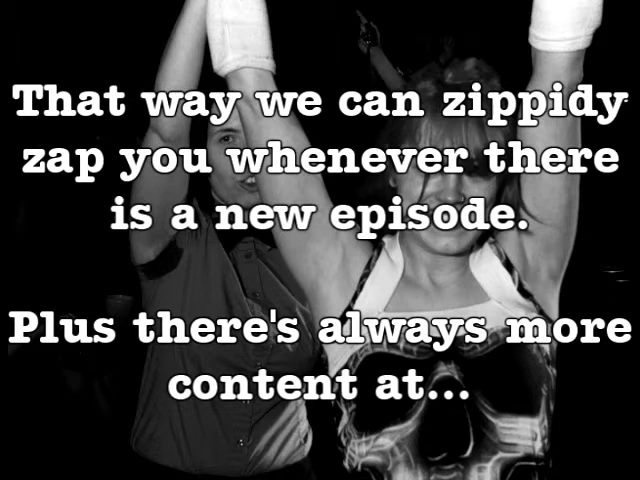 That way we can zippidy
zap you whenever there
is a new episode.
Plus there's always more
content at...